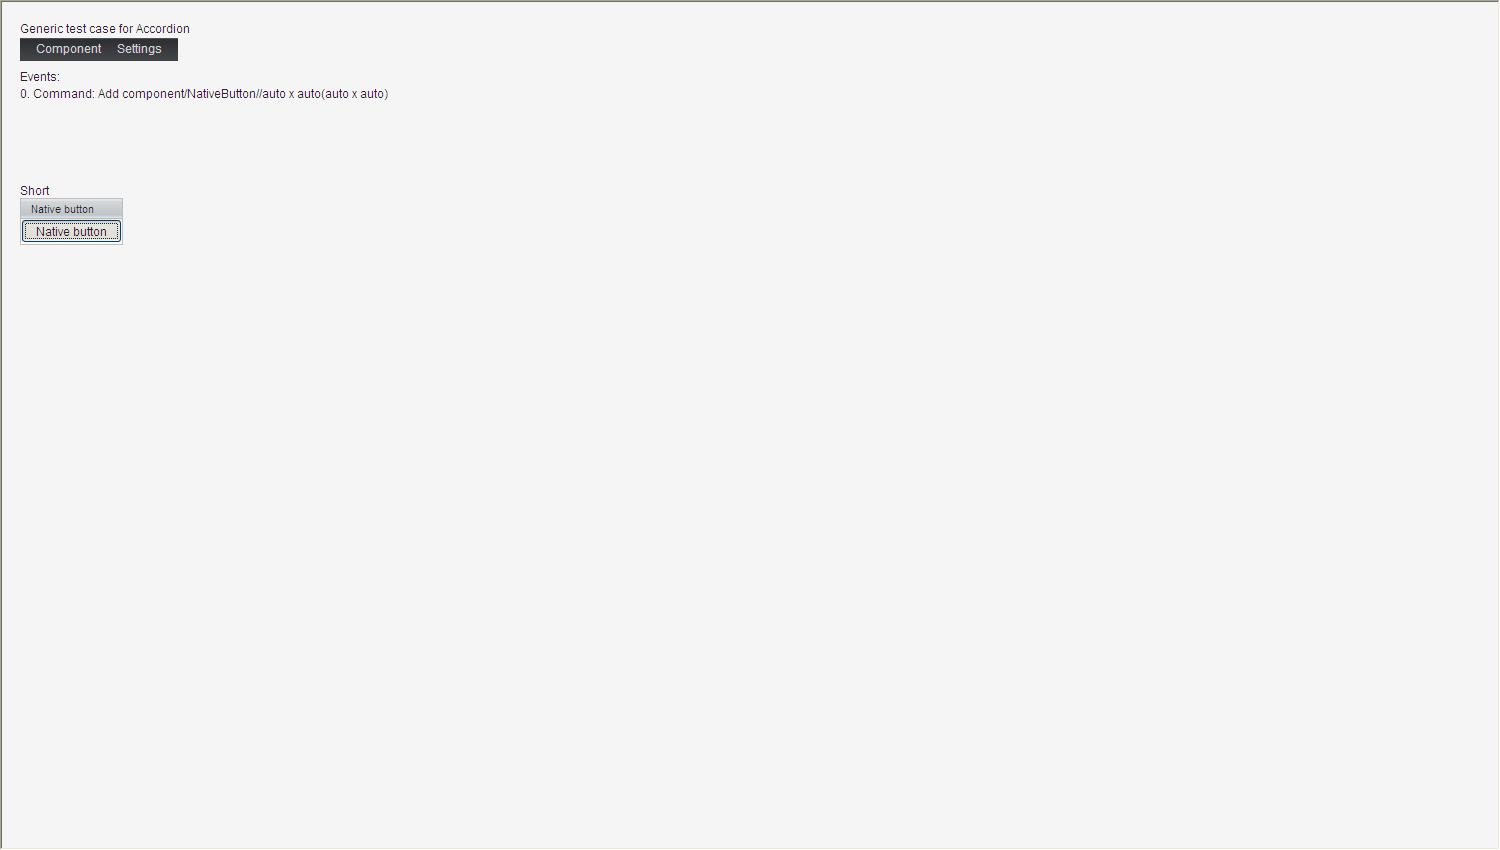 Generic test case for Accordion
Component Settings
Events:
0. Command: Add component/NativeButton//auto x auto(auto x auto)
Short
Native button
Native button